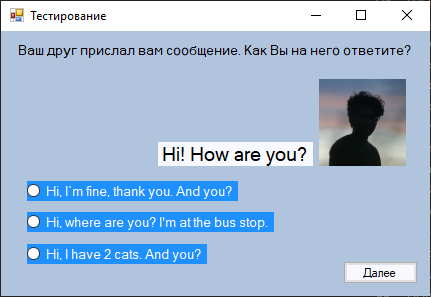 Тестирование
Ваш друг прислал вам сообщение. Как Вы на него ответите?
Hi! How are you?
Hi, I`m fine, thank you. And you?
Hi, where are you? I'm at the bus stop.
Hi, I have 2 cats. And you?
Далее